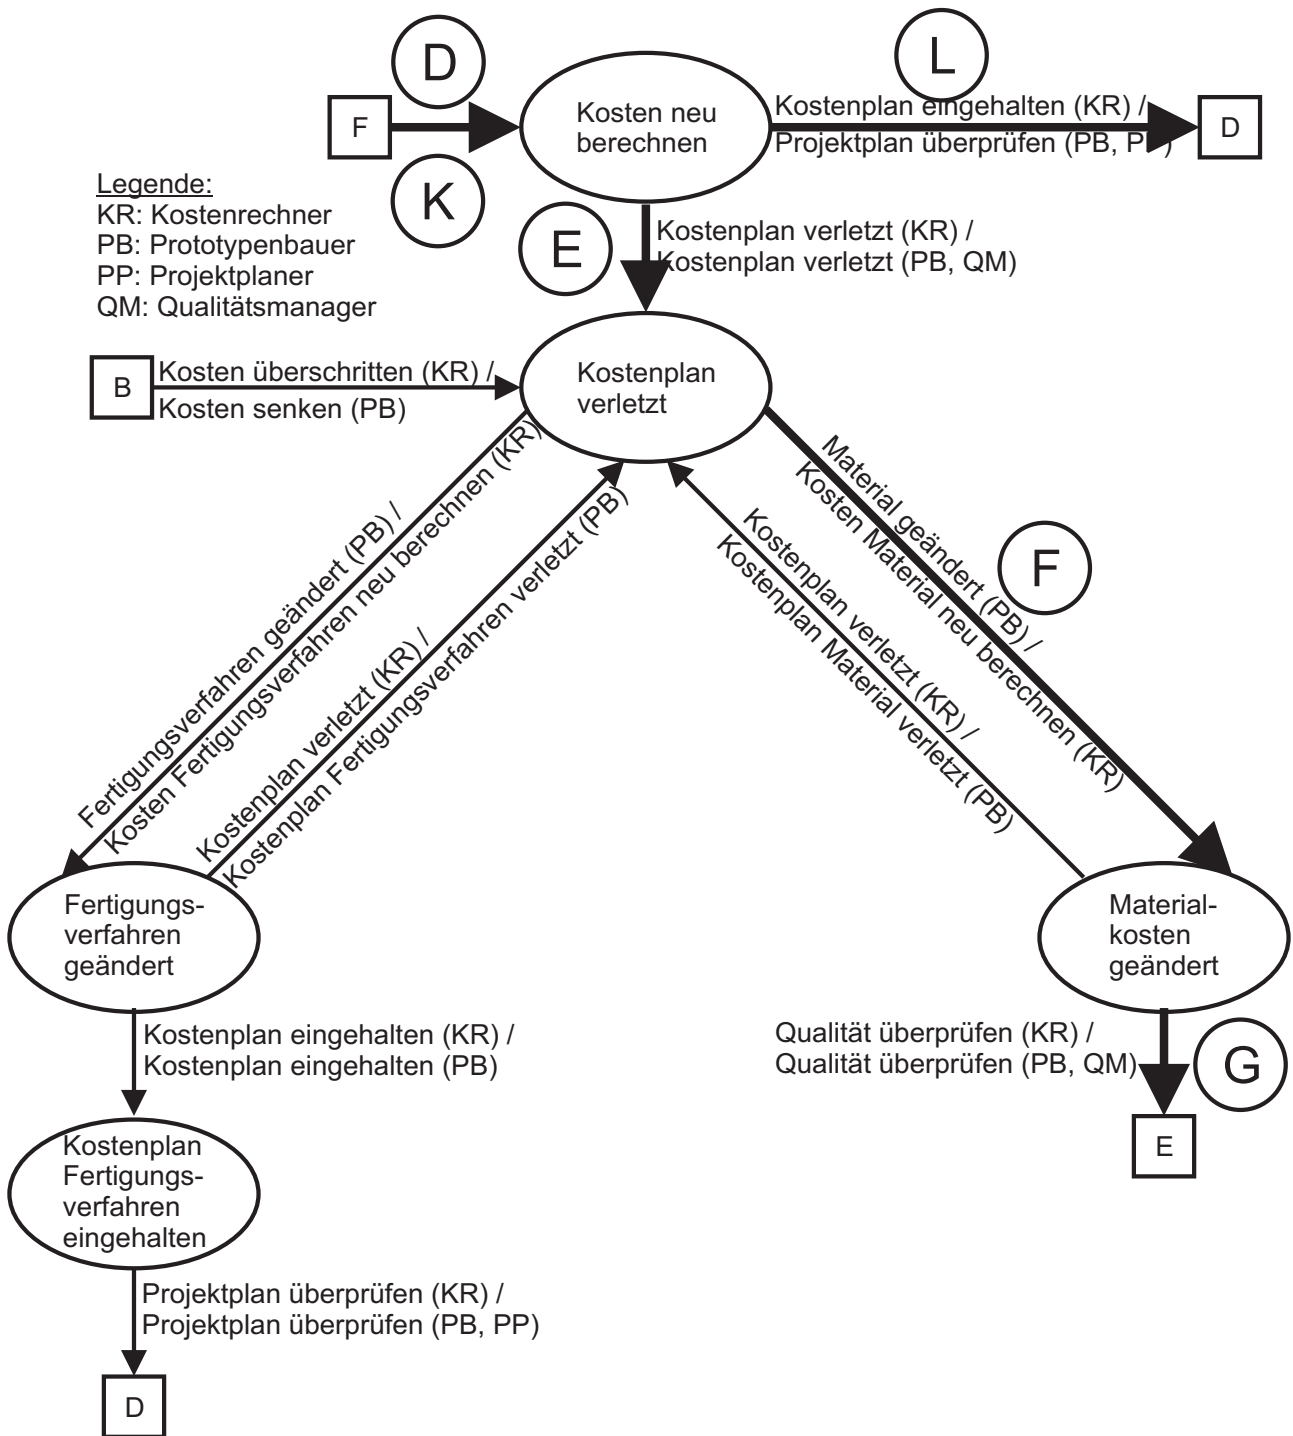 D
L
F
Kosten neu
berechnen
Kostenplan eingehalten (KR) /
Projektplan überprüfen (PB, PP)
D
K
Legende:
KR: Kostenrechner
PB: Prototypenbauer
PP: Projektplaner
QM: Qualitätsmanager
E
Kostenplan verletzt (KR) /
Kostenplan verletzt (PB, QM)
B
Kosten überschritten (KR) /
Kosten senken (PB)
Kostenplan
verletzt
Fertigungsverfahren geändert (PB) /
Kosten Fertigungsverfahren neu berechnen (KR)
Kostenplan verletzt (KR) /
Kostenplan Fertigungsverfahren verletzt (PB)
Kostenplan verletzt (KR) /
Kostenplan Material verletzt (PB)
Material geändert (PB) /
Kosten Material neu berechnen (KR)
F
Fertigungs-
verfahren
geändert
Material-
kosten
geändert
Kostenplan eingehalten (KR) /
Kostenplan eingehalten (PB)
Qualität überprüfen (KR) /
Qualität überprüfen (PB, QM)
G
E
Kostenplan
Fertigungs-
verfahren
eingehalten
Projektplan überprüfen (KR) /
Projektplan überprüfen (PB, PP)
D